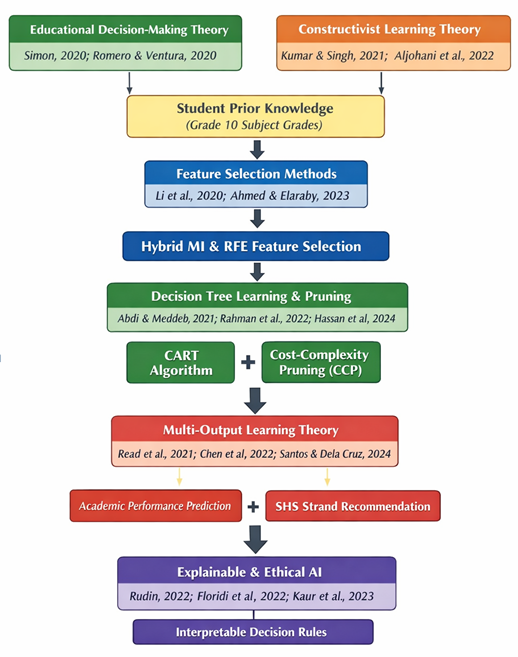 Educational Decision-Making Theory
Simon, 2020; Romero & Ventura, 2020
Constructivist Learning Theory
Kumar & Singh, 2021; Aljohani et al., 2022
Student Prior Knowledge
(Grade 10 Subject Grades)
Feature Selection Methods
Li et al., 2020; Ahmed & Elaraby, 2023
Hybrid MI & RFE Feature Selection
Decision Tree Learning & Pruning
Abdi & Meddeb, 2021; Rahman et al., 2022; Hassan et al, 2024
CART
Algorithm
+
Cost-Complexity
Pruning (CCP)
Multi-Output Learning Theory
Read et al., 2021; Chen et al, 2022; Santos & Dela Cruz, 2024
Academic Performance Prediction
+
SHS Strand Recommendation
Explainable & Ethical AI
Rudin, 2022; Floridi et al, 2022; Kaur et al., 2023
Interpretable Decision Rules